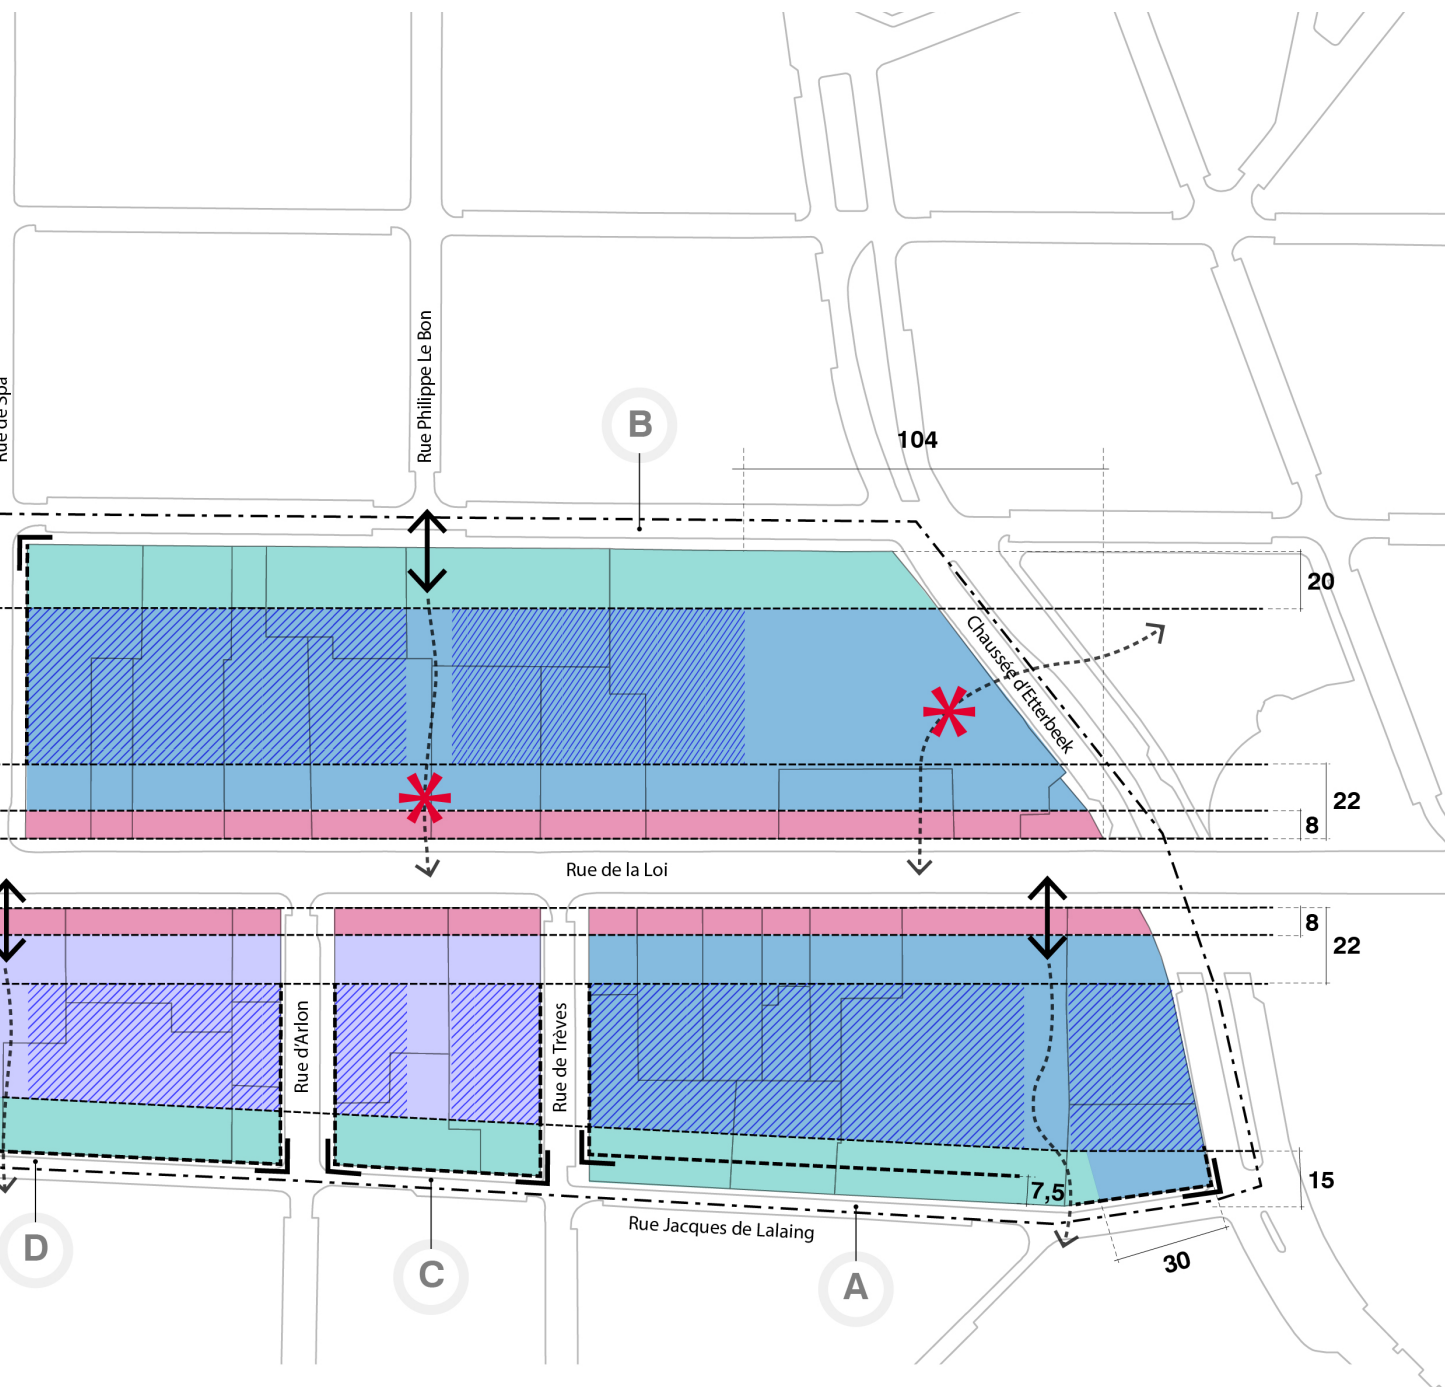 Rue de Spa
Rue Philippe Le Bon
B
104
20
Chaussée d'Etterbeek
22
8
Rue de la Loi
8
22
Rue d'Arlon
Rue de Trèves
15
7,5
Rue Jacques de Lalaing
30
D
C
A